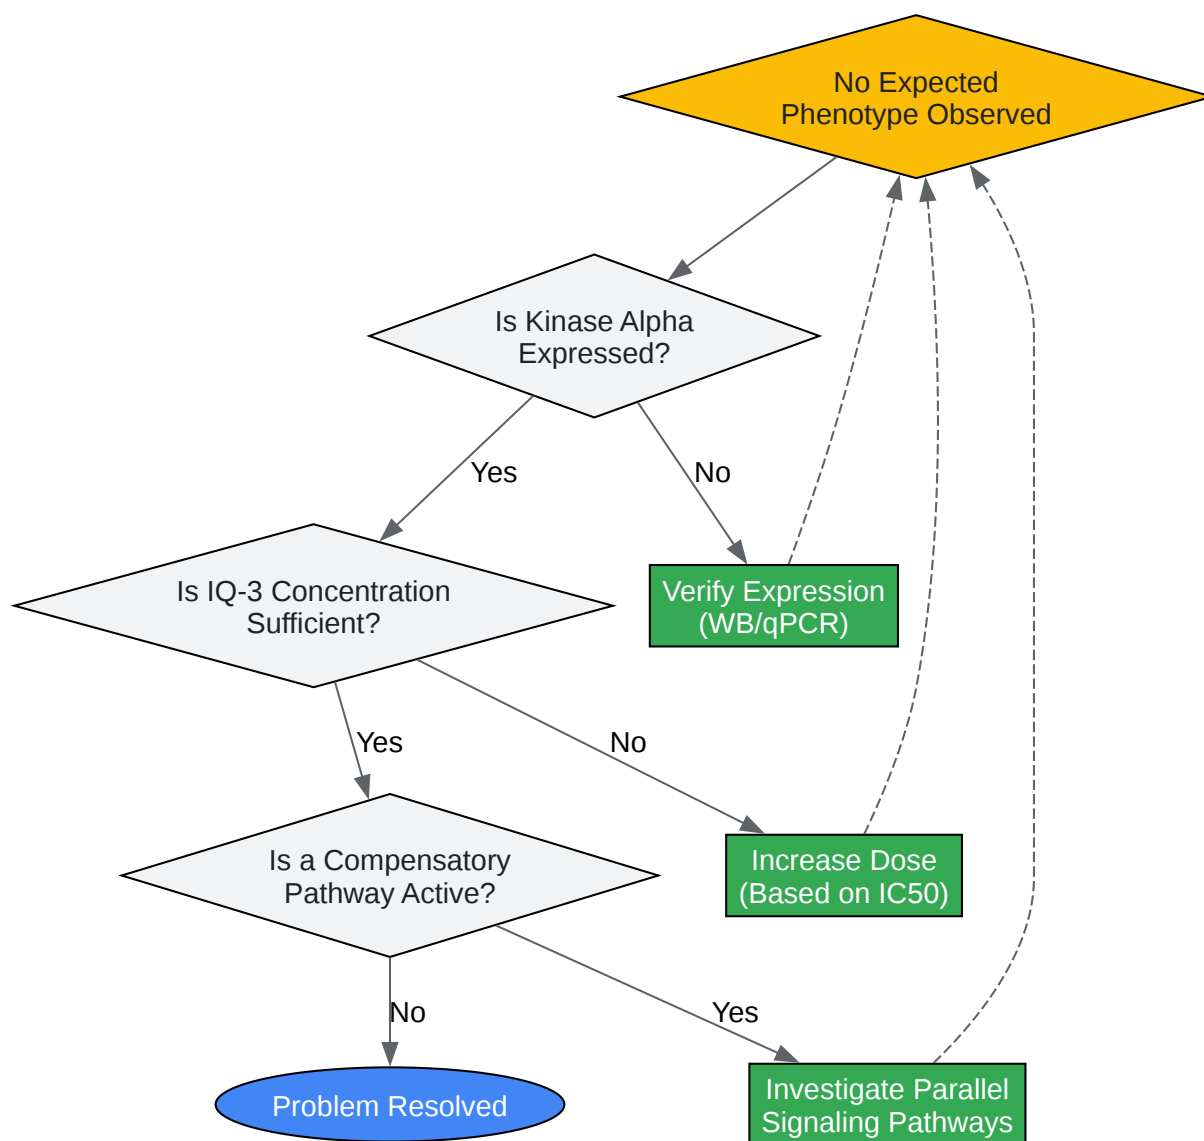 No Expected
Phenotype Observed
Is Kinase Alpha
Expressed?
Yes
No
Is IQ-3 Concentration
Sufficient?
Verify Expression
(WB/qPCR)
Yes
No
Is a Compensatory
Pathway Active?
Increase Dose
(Based on IC50)
No
Yes
Problem Resolved
Investigate Parallel
Signaling Pathways